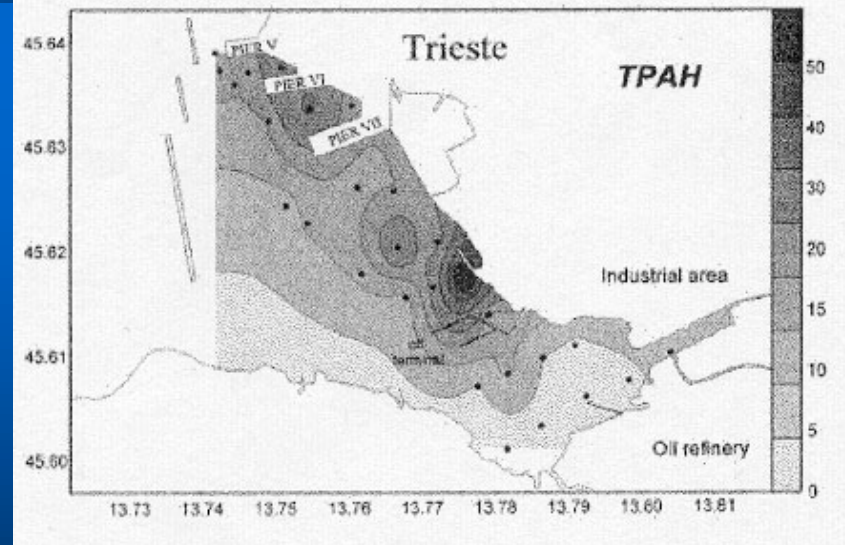 Trieste
TPAH
PIER V
PIER VI
PIER VII
Industrial area
oil
terminal
Oil refinery
45.64
45.63
45.62
45.61
45.60
13.73 13.74 13.75 13.76 13.77 13.78 13.79 13.80 13.81
50
40
30
20
15
10
5
0